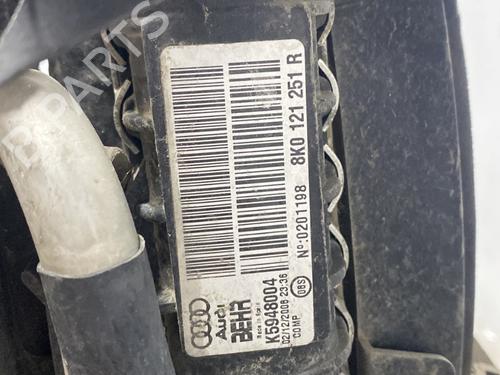 8K0 121 251 R
Nº:0201198
Audi
BEHR
Made in Spain
K5948004
02/12/2008 23:36
COMP
OBS
B-PARTS